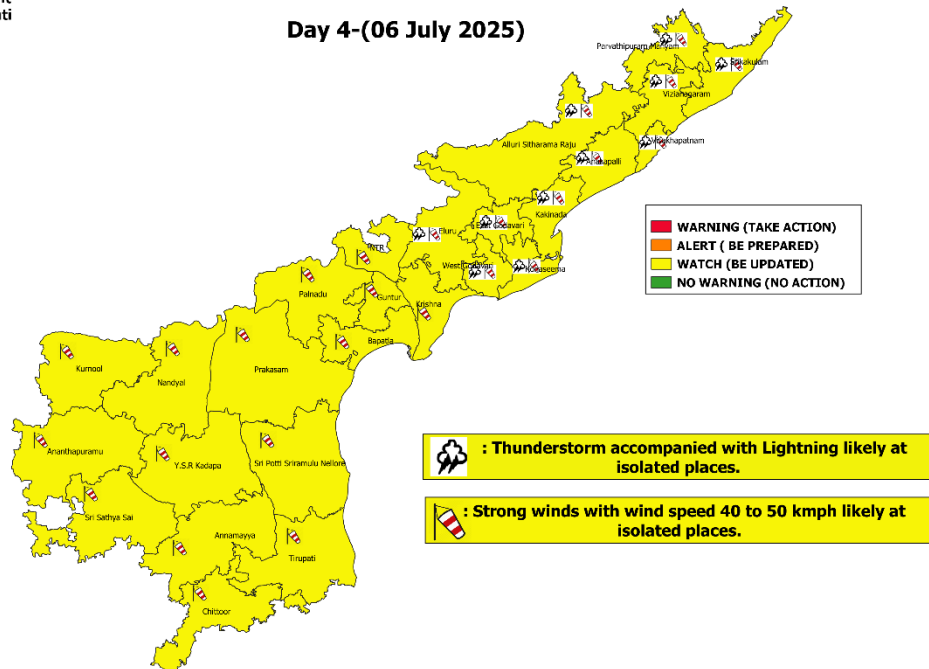 Day 4-(06 July 2025)
Parvathipuram Manyam
Srikakulam
Vizianagaram
Visakhapatnam
Alluri Sitharama Raju
Anakapalli
Kakinada
East Godavari
Eluru
NTR
West Godavari
Konaseema
Palnadu
Guntur
Krishna
Bapatla
Prakasam
Kurnool
Nandyal
Ananthapuramu
Y.S.R Kadapa
Sri Potti Sriramulu Nellore
Sri Sathya Sai
Annamayya
Tirupati
Chittoor
WARNING (TAKE ACTION)
ALERT ( BE PREPARED)
WATCH (BE UPDATED)
NO WARNING (NO ACTION)
: Thunderstorm accompanied with Lightning likely at
isolated places.
: Strong winds with wind speed 40 to 50 kmph likely at
isolated places.